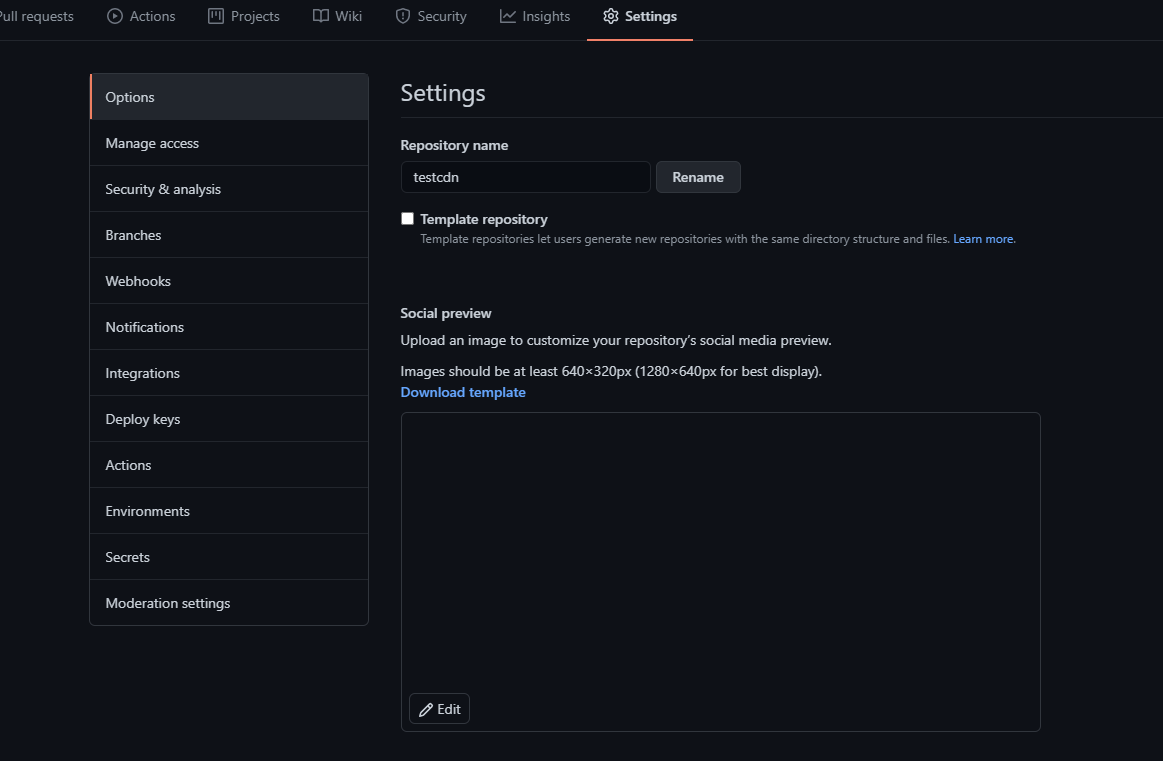 Pull requests
Actions
Projects
Wiki
Security
Insights
Settings
Options
Manage access
Security & analysis
Branches
Webhooks
Notifications
Integrations
Deploy keys
Actions
Environments
Secrets
Moderation settings
Settings
Repository name
testcdn
Rename
Template repository
Template repositories let users generate new repositories with the same directory structure and files. Learn more.
Social preview
Upload an image to customize your repository’s social media preview.
Images should be at least 640×320px (1280×640px for best display).
Download template
Edit